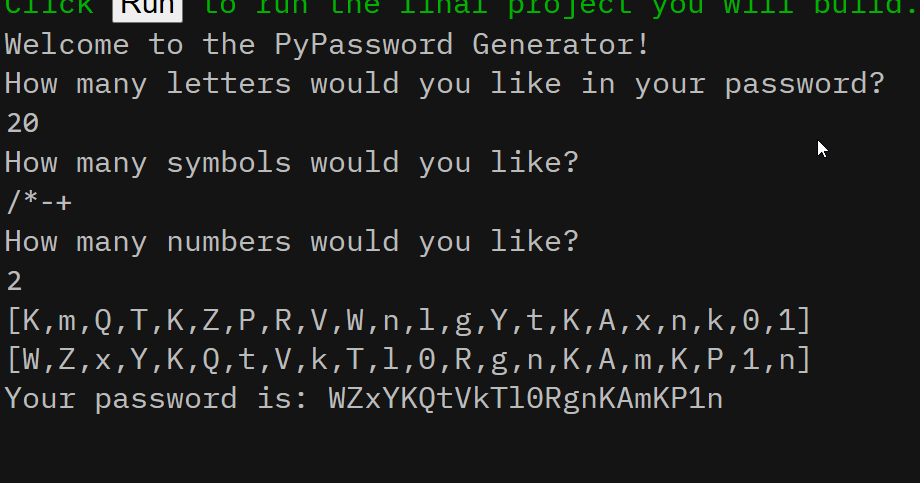 Click Run to run the final project you will build.
Welcome to the PyPassword Generator!
How many letters would you like in your password?
20
How many symbols would you like?
/*-+
How many numbers would you like?
2
[K,m,Q,T,K,Z,P,R,V,W,n,l,g,Y,t,K,A,x,n,k,0,1]
[W,Z,x,Y,K,Q,t,V,k,T,l,0,R,g,n,K,A,m,K,P,1,n]
Your password is: WZxYKQtVkTl0RgnKAmKP1n